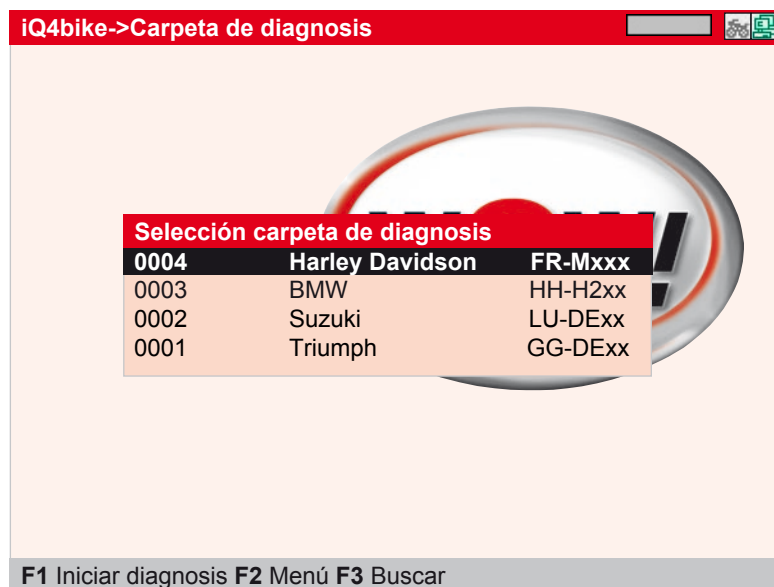 iQ4bike->Carpeta de diagnosis
Selección carpeta de diagnosis
0004 Harley Davidson FR-Mxxx
0003 BMW HH-H2xx
0002 Suzuki LU-DExx
0001 Triumph GG-DExx
F1 Iniciar diagnosis F2 Menú F3 Buscar